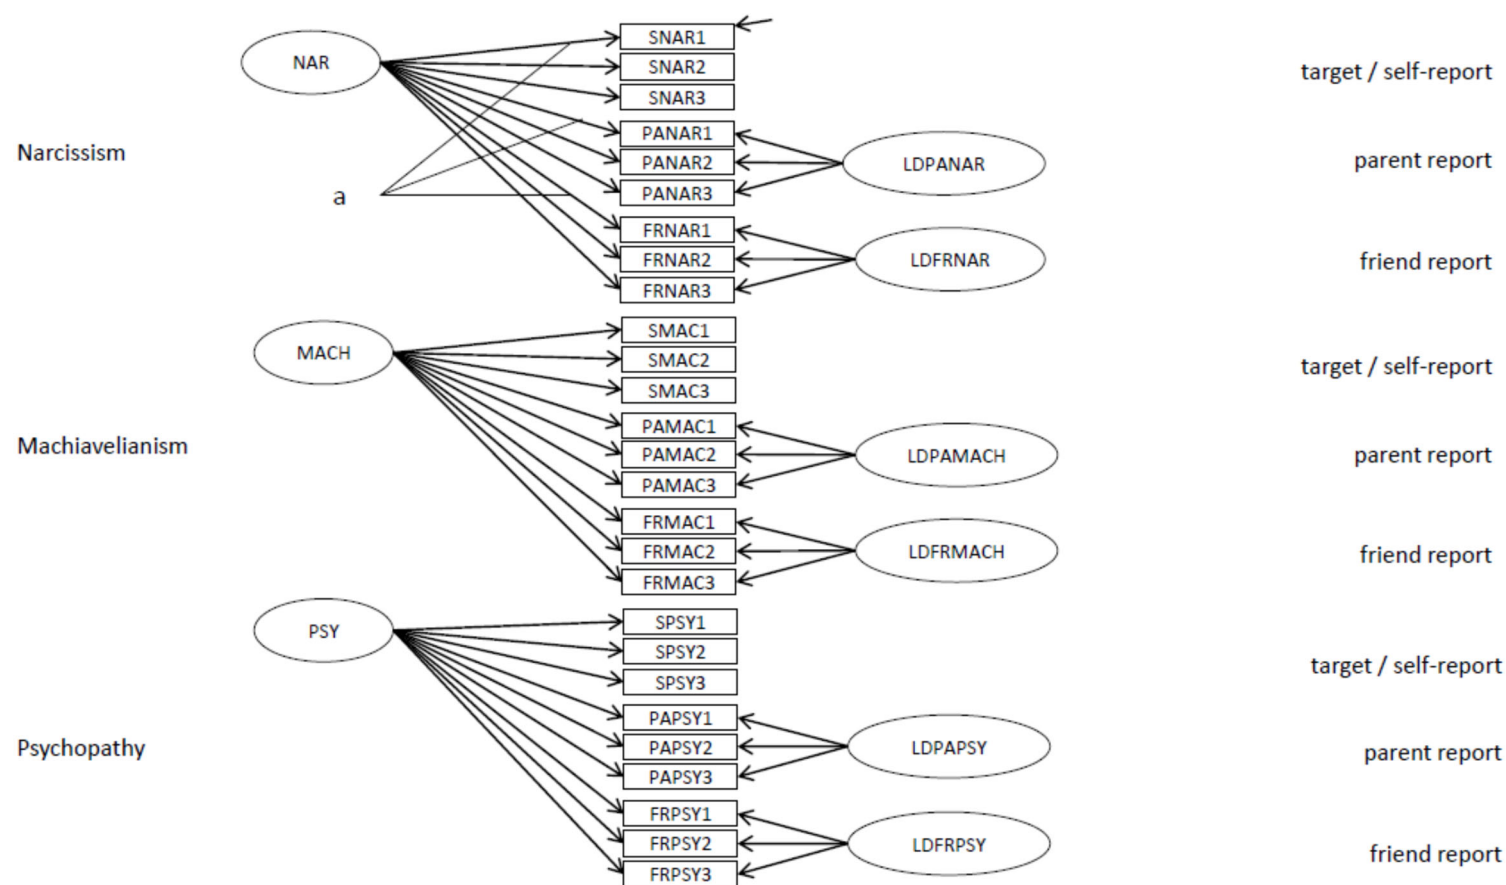 SNAR1
NAR
SNAR2
target / self-report
SNAR3
PANAR1
Narcissism
PANAR2
LDPANAR
parent report
PANAR3
a
FRNAR1
FRNAR2
LDFRNAR
friend report
FRNAR3
SMAC1
MACH
SMAC2
target / self-report
SMAC3
PAMAC1
Machiavelianism
PAMAC2
LDPAMACH
parent report
PAMAC3
FRMAC1
FRMAC2
LDFRMACH
friend report
FRMAC3
SPSY1
PSY
SPSY2
target / self-report
SPSY3
PAPSY1
Psychopathy
PAPSY2
LDPAPSY
parent report
PAPSY3
FRPSY1
FRPSY2
LDFRPSY
friend report
FRPSY3